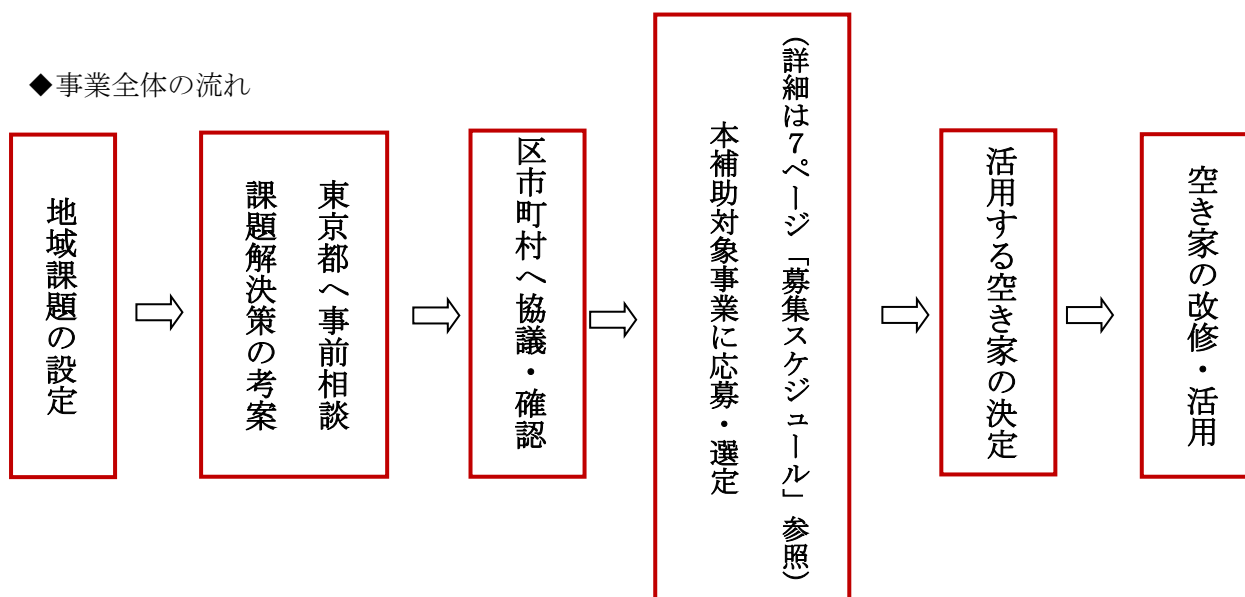 ◆事業全体の流れ
地域課題の設定
東京都へ事前相談
課題解決策の考案
区市町村へ協議・確認
（詳細は７ページ「募集スケジュール」参照）
本補助対象事業に応募・選定
活用する空き家の決定
空き家の改修・活用